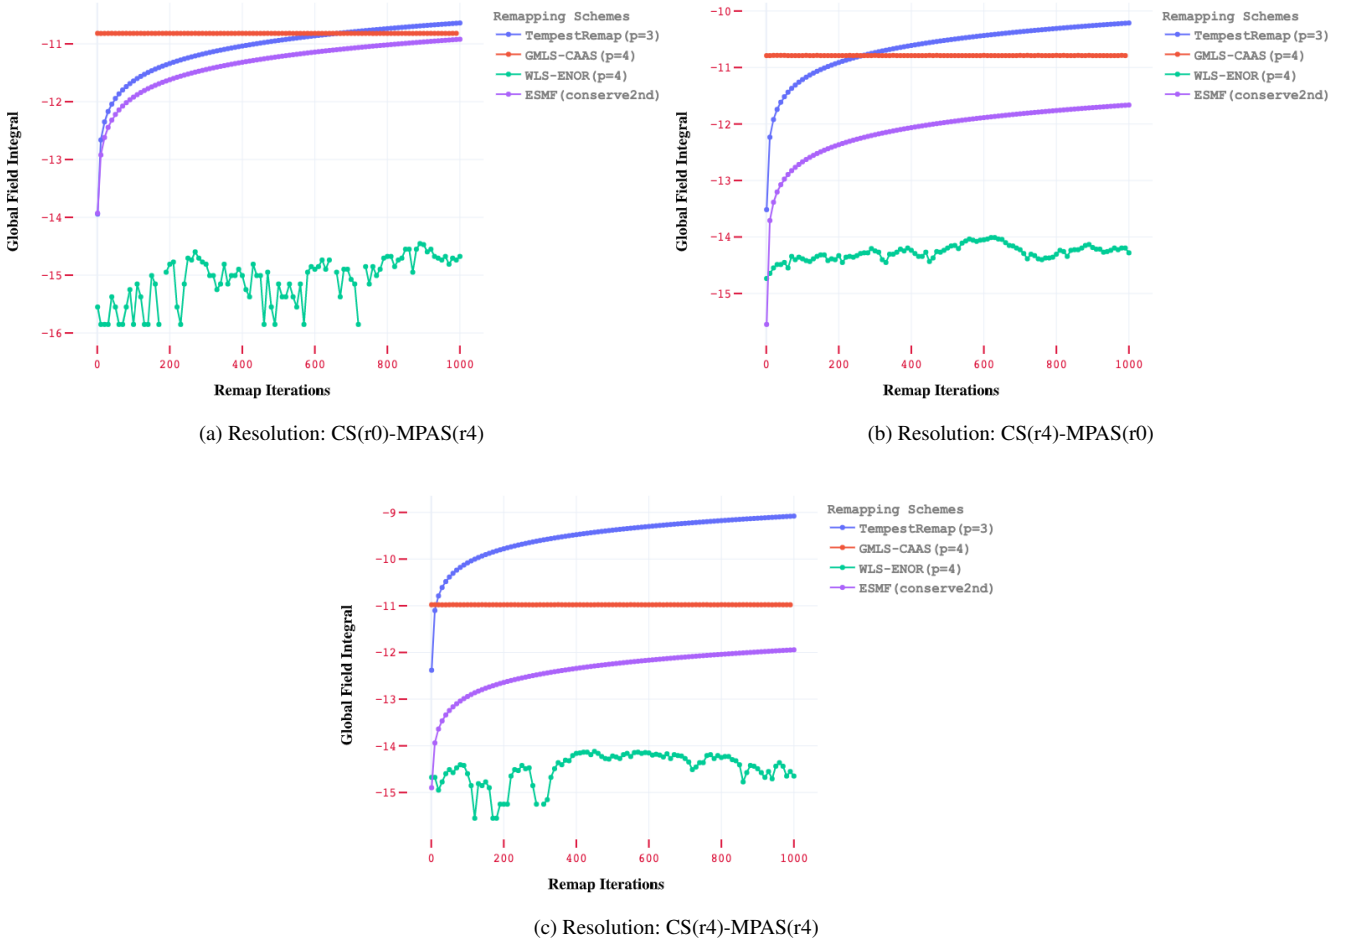 −11
−12
−13
−14
−15
−16
Global Field Integral
0 200 400 600 800 1000
Remap Iterations
Remapping Schemes
TempestRemap(p=3)
GMLS-CAAS(p=4)
WLS-ENOR(p=4)
ESMF(conserve2nd)
(a) Resolution: CS(r0)-MPAS(r4)
−10
−11
−12
−13
−14
−15
Global Field Integral
0 200 400 600 800 1000
Remap Iterations
Remapping Schemes
TempestRemap(p=3)
GMLS-CAAS(p=4)
WLS-ENOR(p=4)
ESMF(conserve2nd)
(b) Resolution: CS(r4)-MPAS(r0)
−9
−10
−11
−12
−13
−14
−15
Global Field Integral
0 200 400 600 800 1000
Remap Iterations
Remapping Schemes
TempestRemap(p=3)
GMLS-CAAS(p=4)
WLS-ENOR(p=4)
ESMF(conserve2nd)
(c) Resolution: CS(r4)-MPAS(r4)